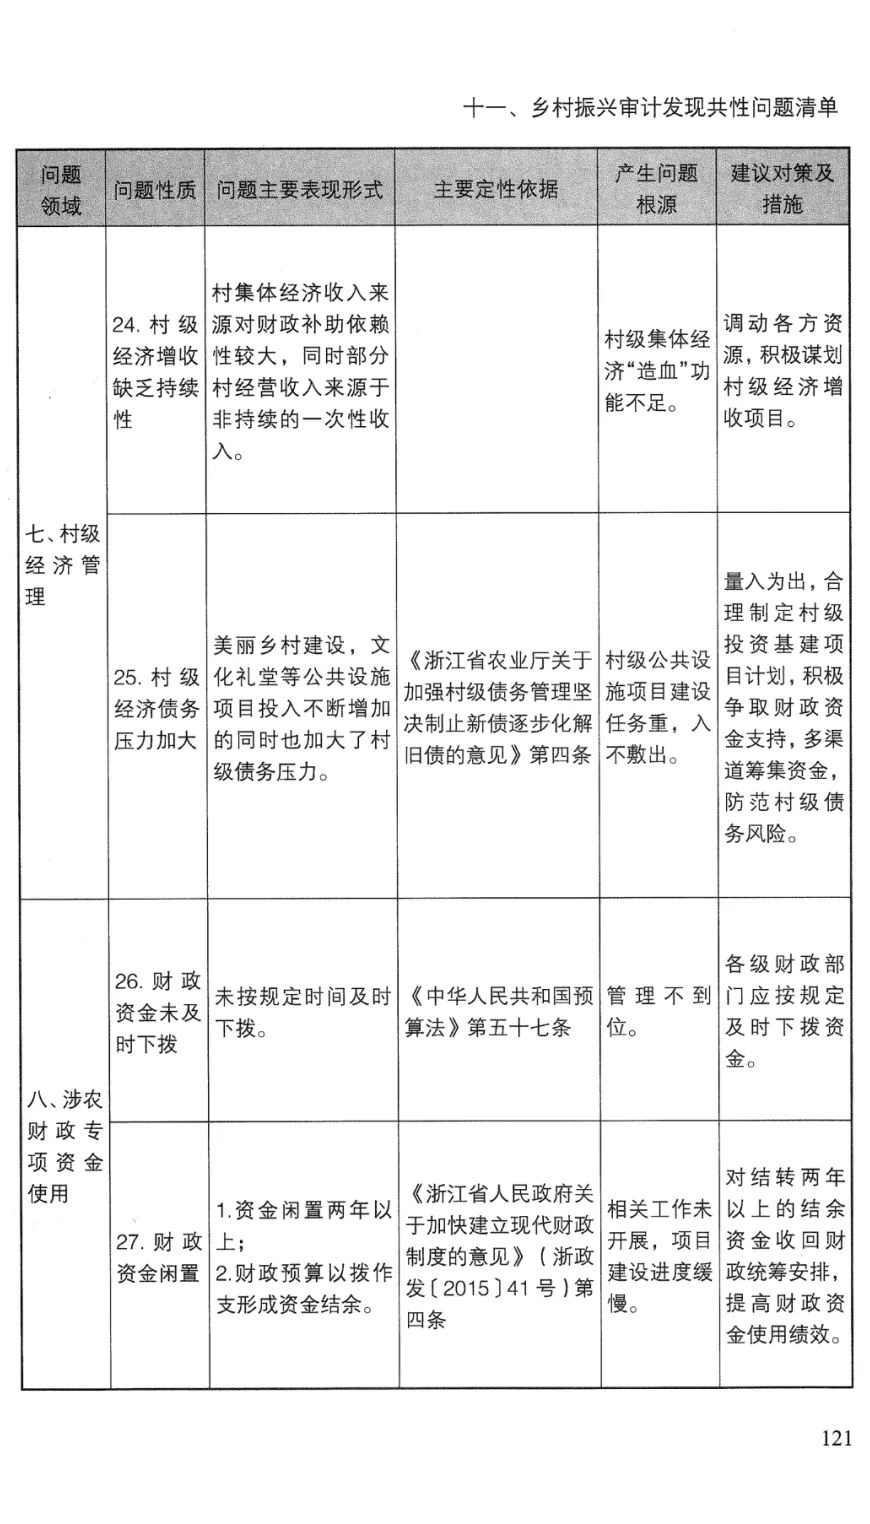 十一、乡村振兴审计发现共性问题清单
问题
领域
问题性质
问题主要表现形式
主要定性依据
产生问题
根源
建议对策及
措施
七、村级
经济管
理
24. 村级
经济增收
缺乏持续
性
村集体经济收入来
源对财政补助依赖
性较大，同时部分
村经营收入来源于
非持续的一次性收
入。
村级集体经
济“造血”功
能不足。
调动各方资
源，积极谋划
村级经济增
收项目。
25. 村级
经济债务
压力加大
美丽乡村建设，文
化礼堂等公共设施
项目投入不断增加
的同时也加大了村
级债务压力。
《浙江省农业厅关于
加强村级债务管理坚
决制止新债逐步化解
旧债的意见》第四条
村级公共设
施项目建设
任务重，入
不敷出。
量入为出，合
理制定村级
投资基建项
目计划，积极
争取财政资
金支持，多渠
道筹集资金，
防范村级债
务风险。
八、涉农
财政专
项资金
使用
26. 财政
资金未及
时下拨
未按规定时间及时
下拨。
《中华人民共和国预
算法》第五十七条
管理不到
位。
各级财政部
门应按规定
及时下拨资
金。
27. 财政
资金闲置
1.资金闲置两年以
上；
2.财政预算以拨作
支形成资金结余。
《浙江省人民政府关
于加快建立现代财政
制度的意见》（浙政
发〔2015〕41号）第
四条
相关工作未
开展，项目
建设进度缓
慢。
对结转两年
以上的结余
资金收回财
政统筹安排，
提高财政资
金使用绩效。
121